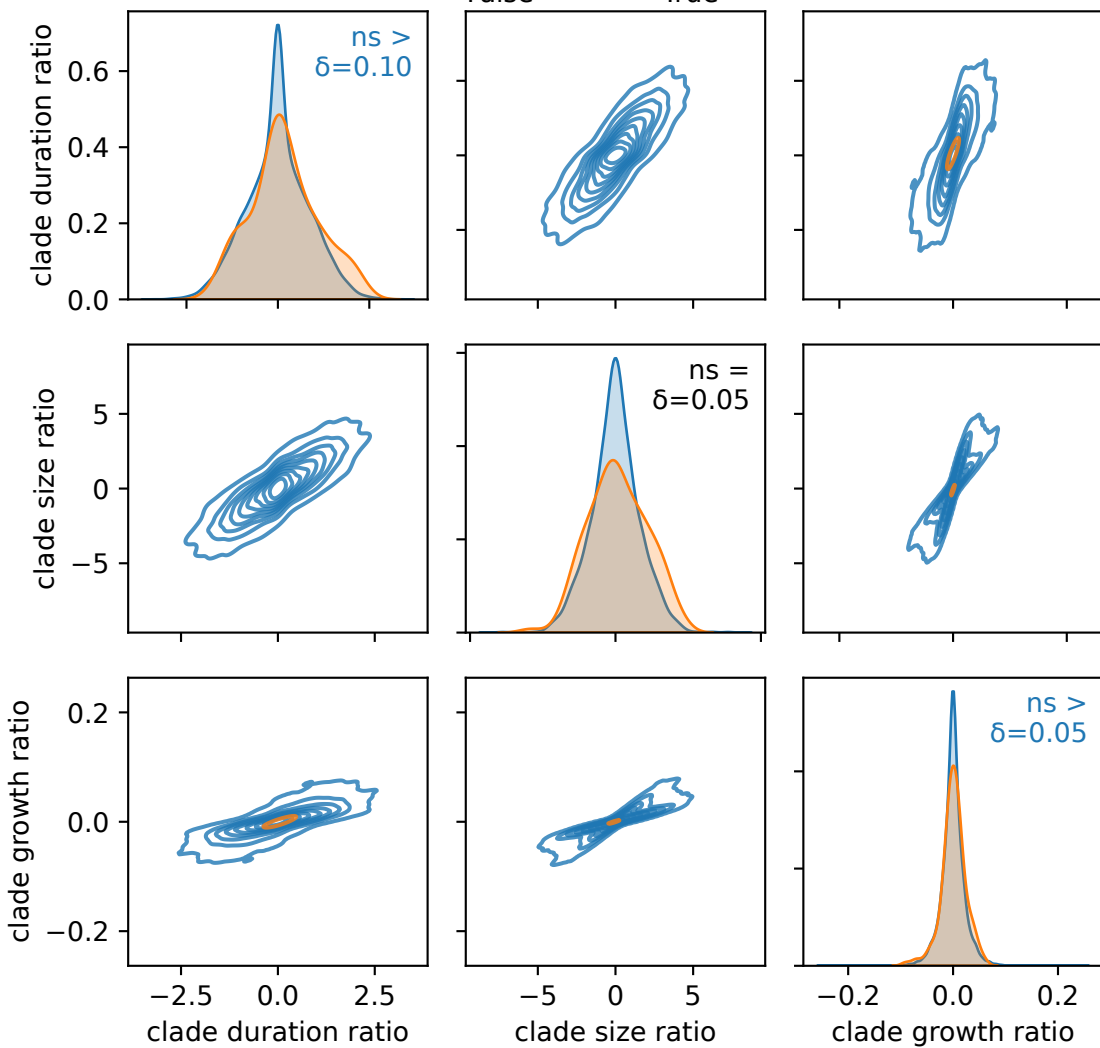 clade duration ratio
0.6
0.4
0.2
0.0
ns >
δ=0.10
clade size ratio
5
0
−5
ns =
δ=0.05
clade growth ratio
0.2
0.0
−0.2
ns >
δ=0.05
−2.5 0.0 2.5
−5 0 5
−0.2 0.0 0.2
clade duration ratio
clade size ratio
clade growth ratio